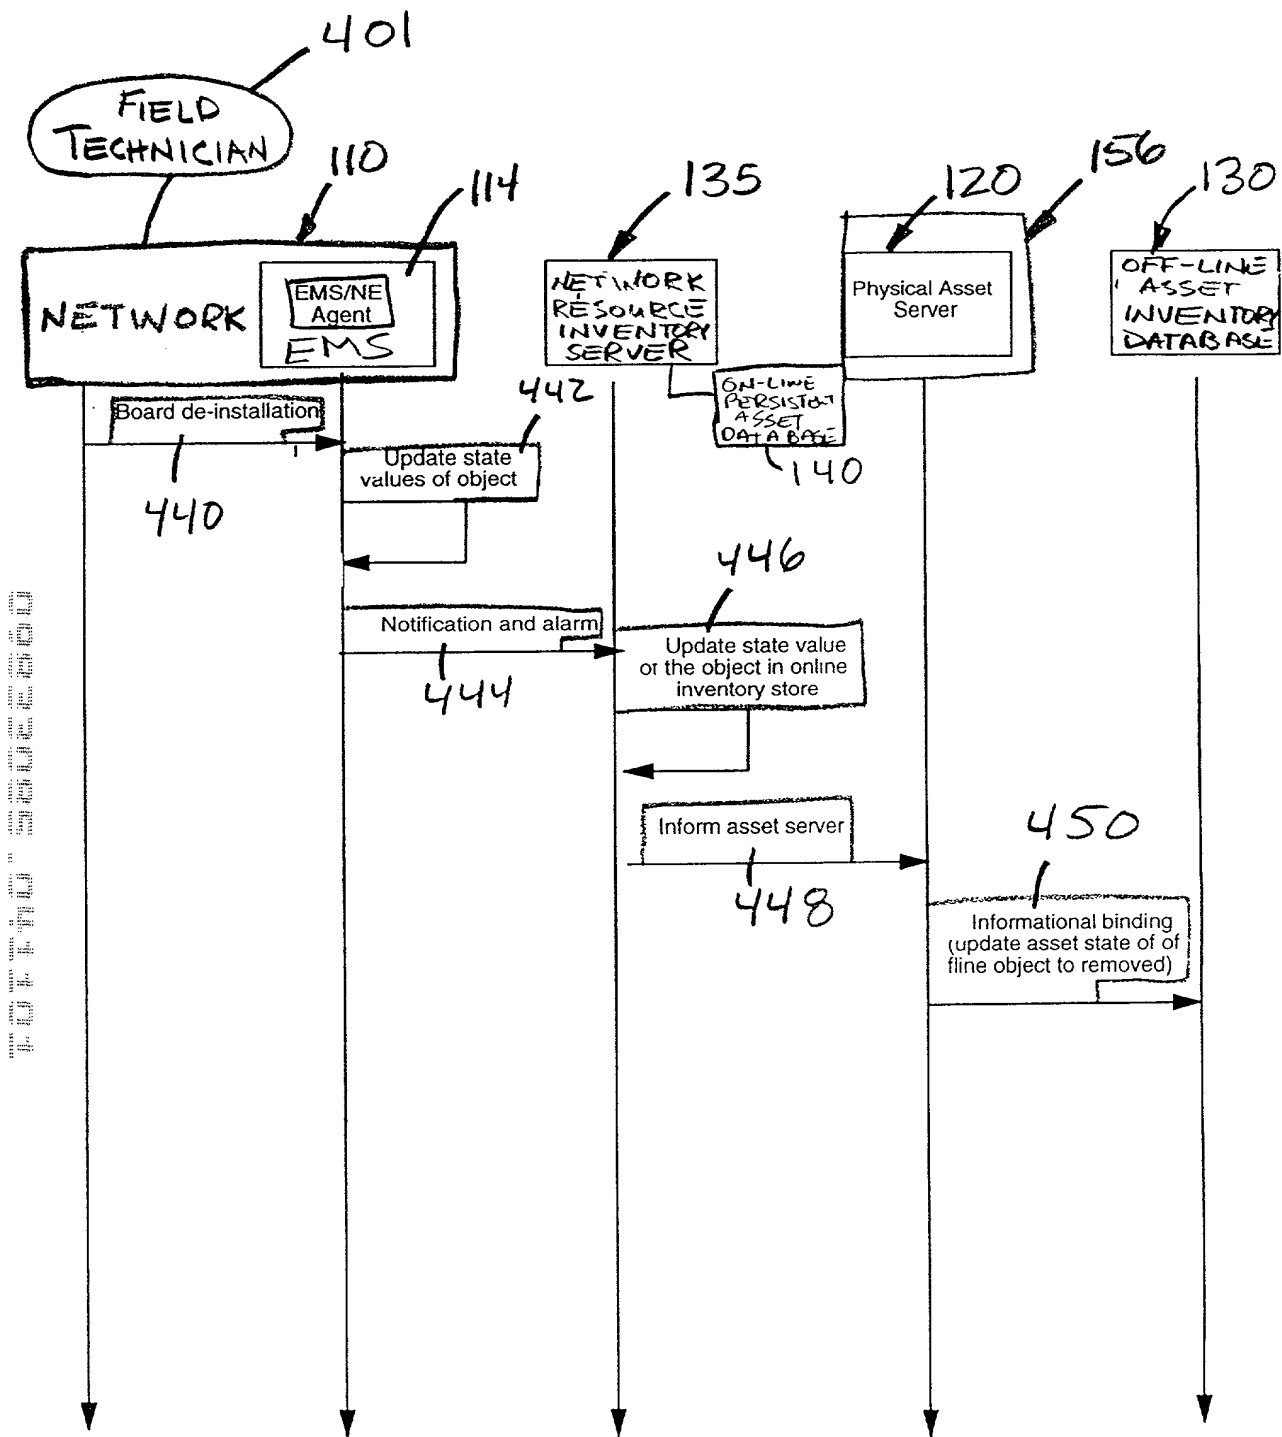 401
FIELD
TECHNICIAN
110
114
135
120
156
130
NETWORK
EMS/NE
Agent
EMS
NETWORK
RESOURCE
INVENTORY
SERVER
Physical Asset
Server
OFF-LINE
ASSET
INVENTORY
DATABASE
ON-LINE
PERSISTENT
ASSET
DATABASE
140
Board de-installation
440
442
Update state
values of object
Notification and alarm
444
446
Update state value
of the object in online
inventory store
Inform asset server
448
450
Informational binding
(update asset state of of
fline object to removed)